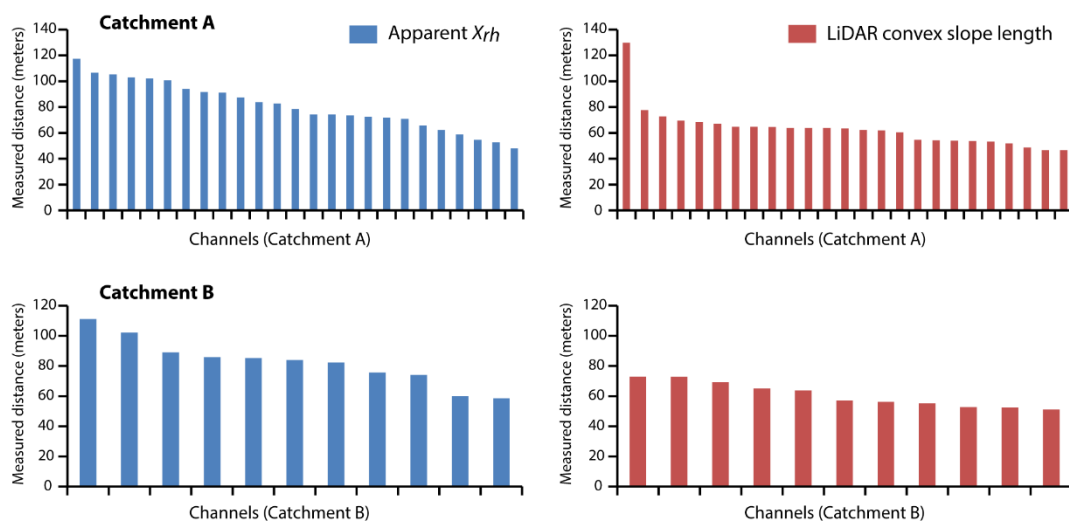 Catchment A
Apparent Xrh
Measured distance (meters)
140
120
100
80
60
40
20
0
Channels (Catchment A)
LiDAR convex slope length
Measured distance (meters)
140
120
100
80
60
40
20
0
Channels (Catchment A)
Catchment B
Measured distance (meters)
120
100
80
60
40
20
0
Channels (Catchment B)
Measured distance (meters)
120
100
80
60
40
20
0
Channels (Catchment B)